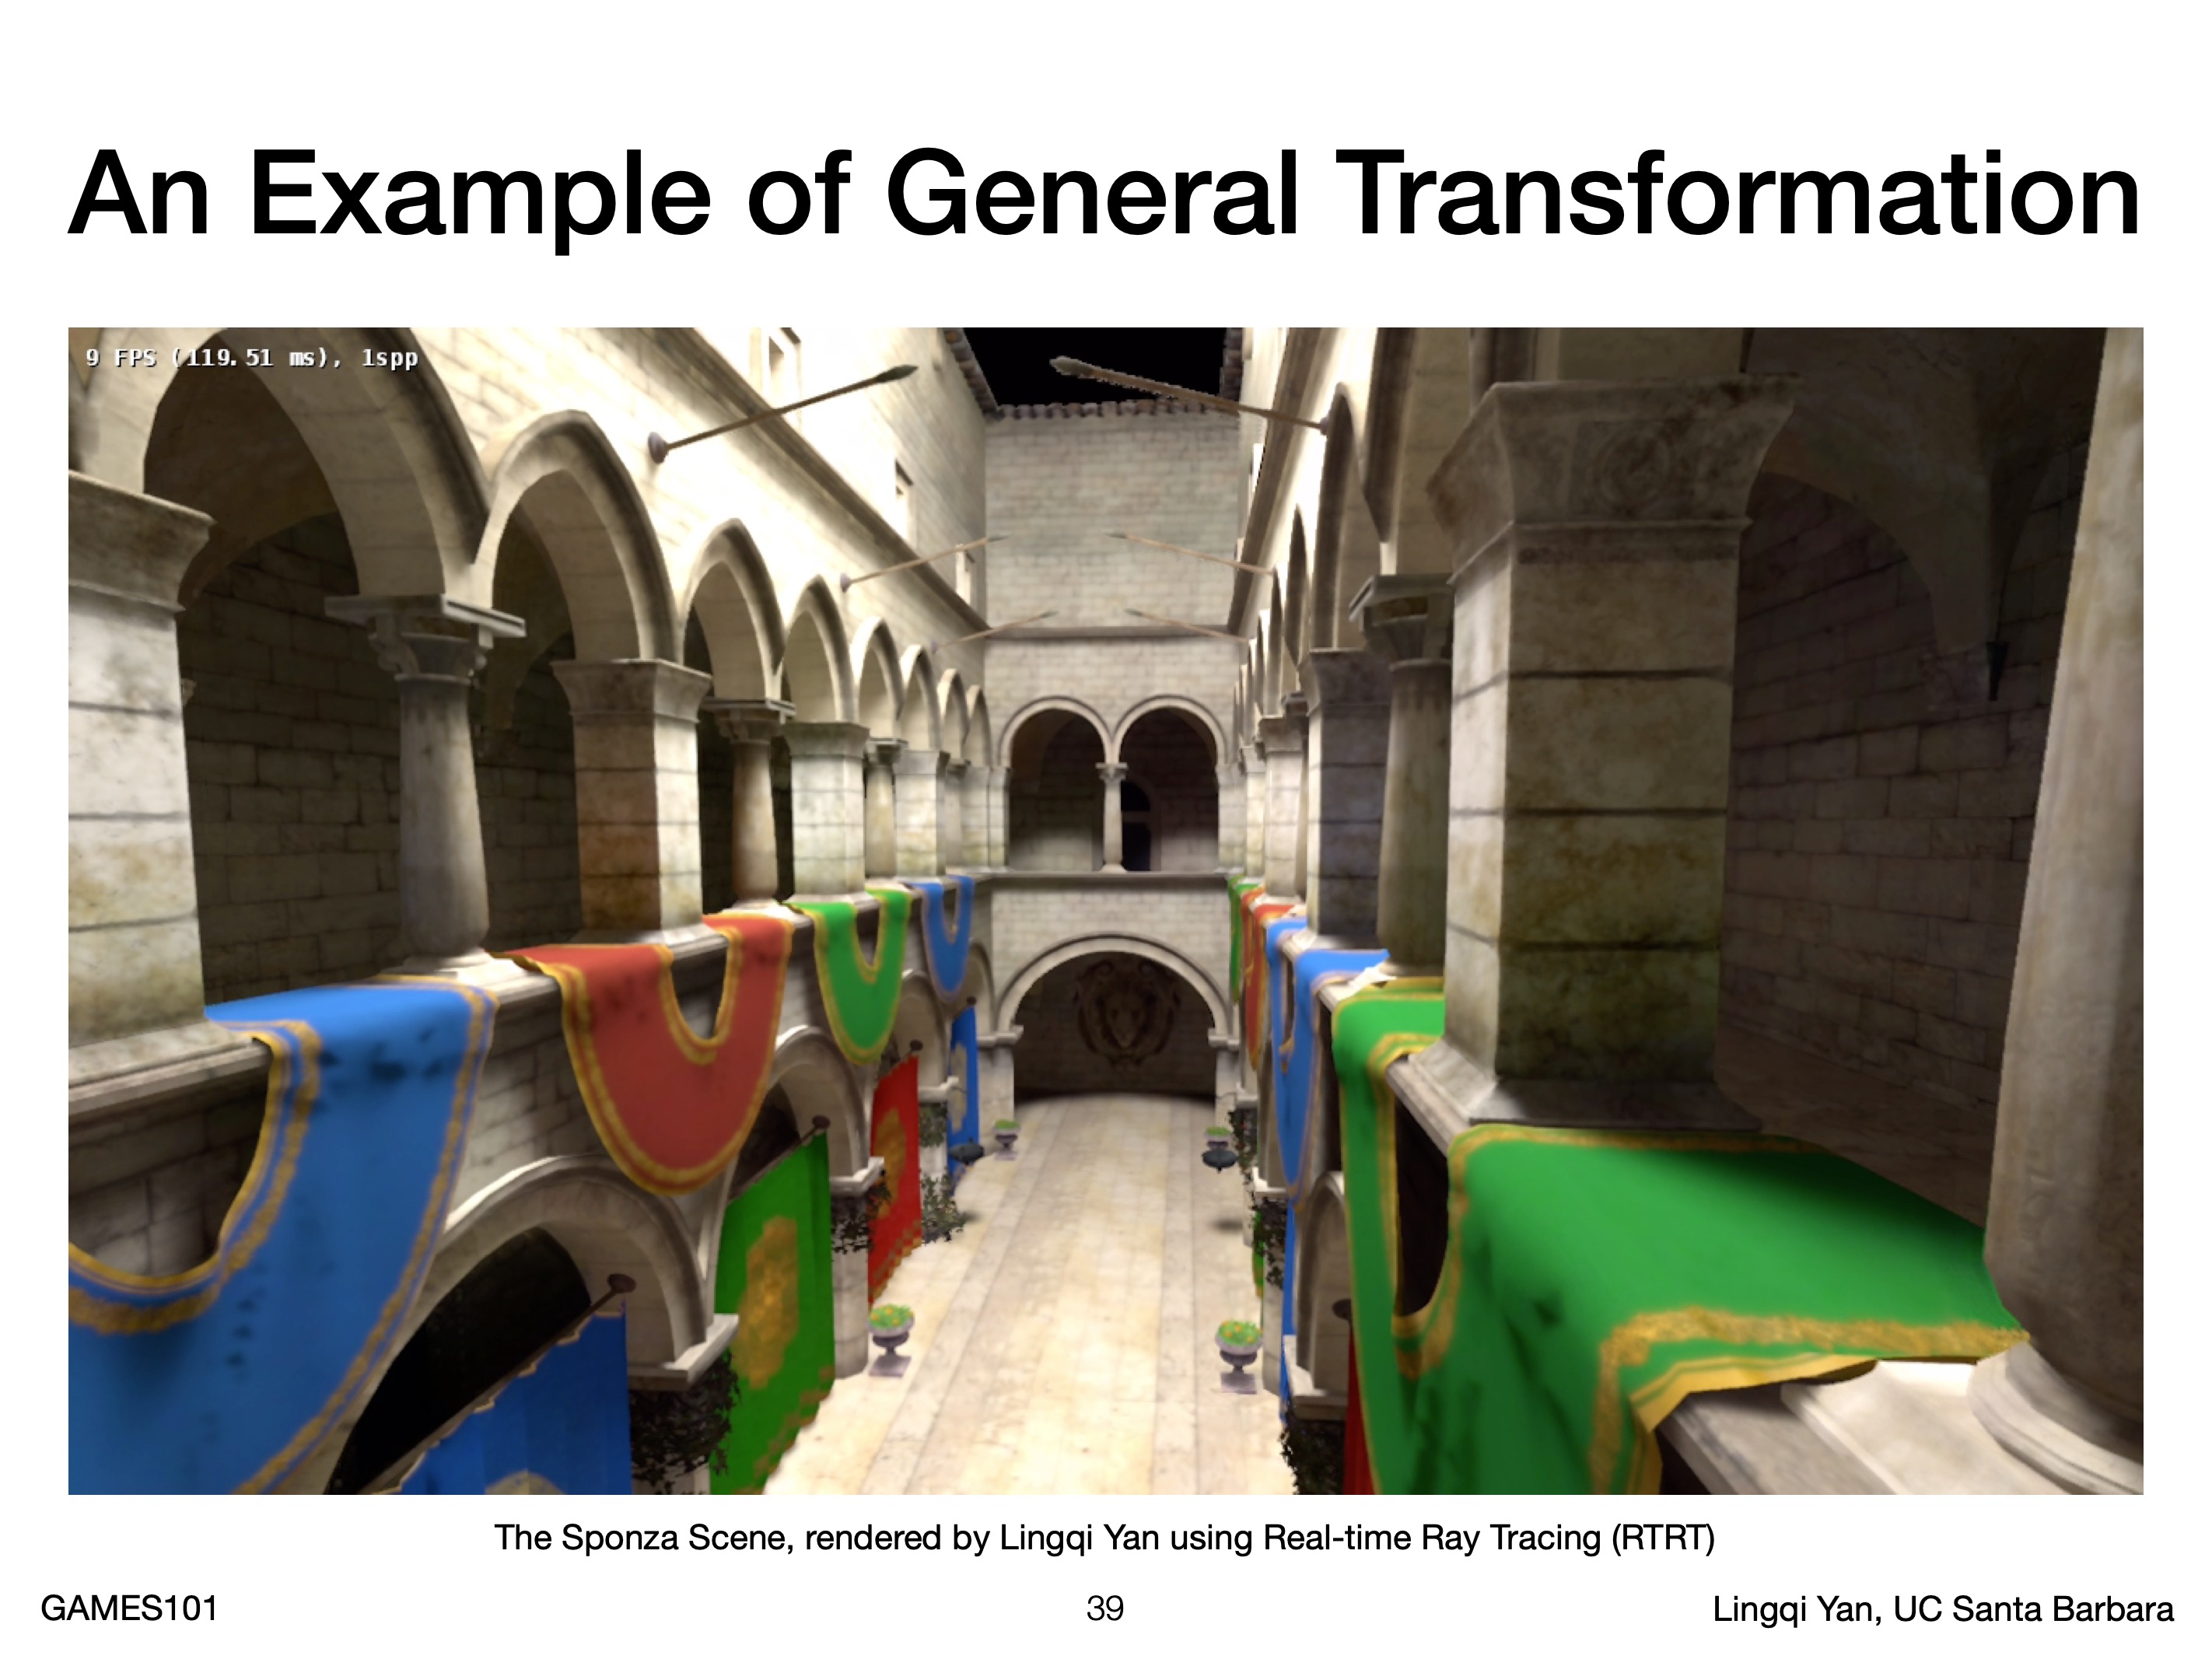 An Example of General Transformation
9 FPS (119.51 ms), 1spp
The Sponza Scene, rendered by Lingqi Yan using Real-time Ray Tracing (RTRT)
GAMES101
39
Lingqi Yan, UC Santa Barbara